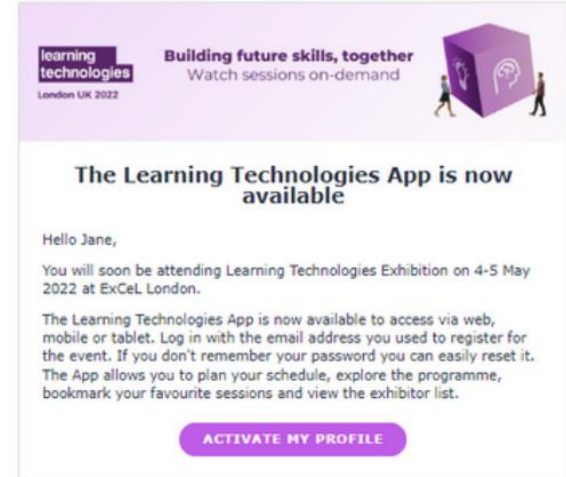 learning
technologies
London UK 2022
Building future skills, together
Watch sessions on-demand
The Learning Technologies App is now
available
Hello Jane,
You will soon be attending Learning Technologies Exhibition on 4-5 May
2022 at ExCeL London.
The Learning Technologies App is now available to access via web,
mobile or tablet. Log in with the email address you used to register for
the event. If you don't remember your password you can easily reset it.
The App allows you to plan your schedule, explore the programme,
bookmark your favourite sessions and view the exhibitor list.
ACTIVATE MY PROFILE